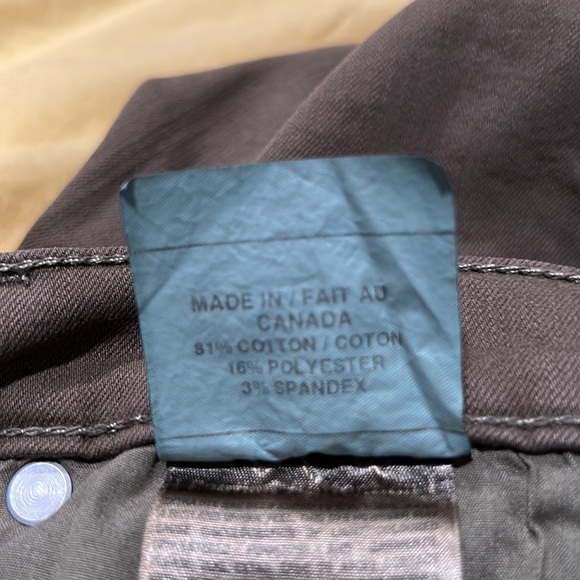 MADE IN / FAIT AU
CANADA
81% COTTON / COTON
16% POLYESTER
3% SPANDEX